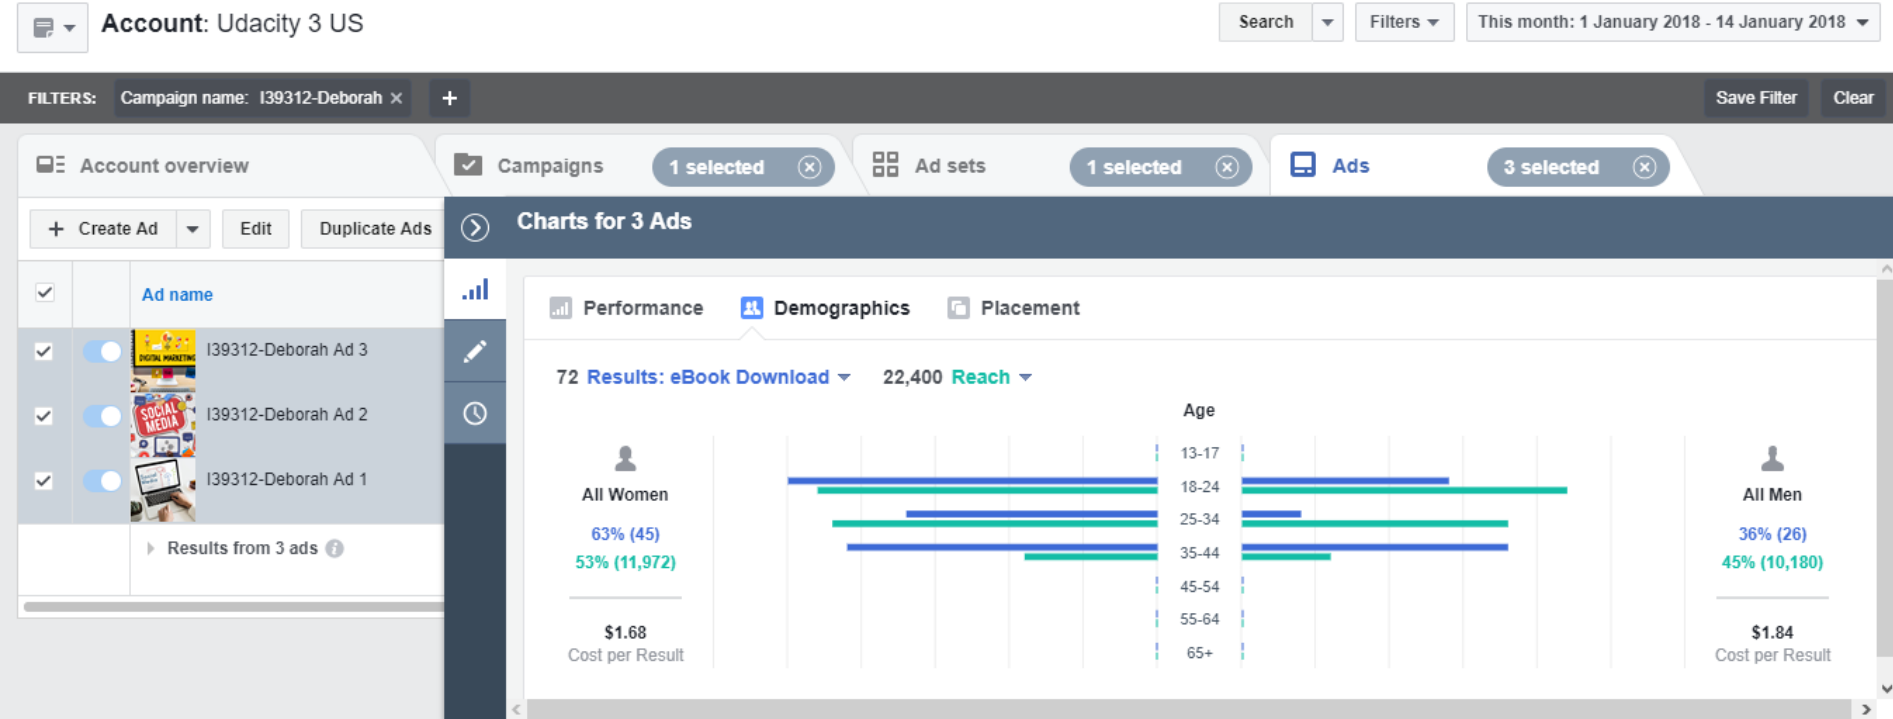 Account: Udacity 3 US
Search
Filters
This month: 1 January 2018 - 14 January 2018
FILTERS:
Campaign name: I39312-Deborah ×
+
Save Filter
Clear
Account overview
Campaigns
1 selected
Ad sets
1 selected
Ads
3 selected
+ Create Ad
Edit
Duplicate Ads
Charts for 3 Ads
Ad name
DIGITAL MARKETING
I39312-Deborah Ad 3
SOCIAL
MEDIA
I39312-Deborah Ad 2
I39312-Deborah Ad 1
Results from 3 ads
Performance
Demographics
Placement
72 Results: eBook Download
22,400 Reach
Age
13-17
18-24
25-34
35-44
45-54
55-64
65+
All Women
63% (45)
53% (11,972)
$1.68
Cost per Result
All Men
36% (26)
45% (10,180)
$1.84
Cost per Result